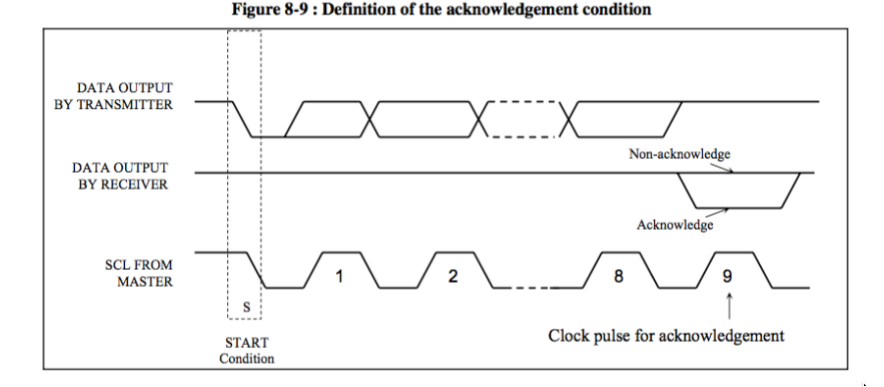 Figure 8-9 : Definition of the acknowledgement condition
DATA OUTPUT
BY TRANSMITTER
Non-acknowledge
DATA OUTPUT
BY RECEIVER
Acknowledge
SCL FROM
MASTER
1
2
8
9
S
START
Condition
Clock pulse for acknowledgement